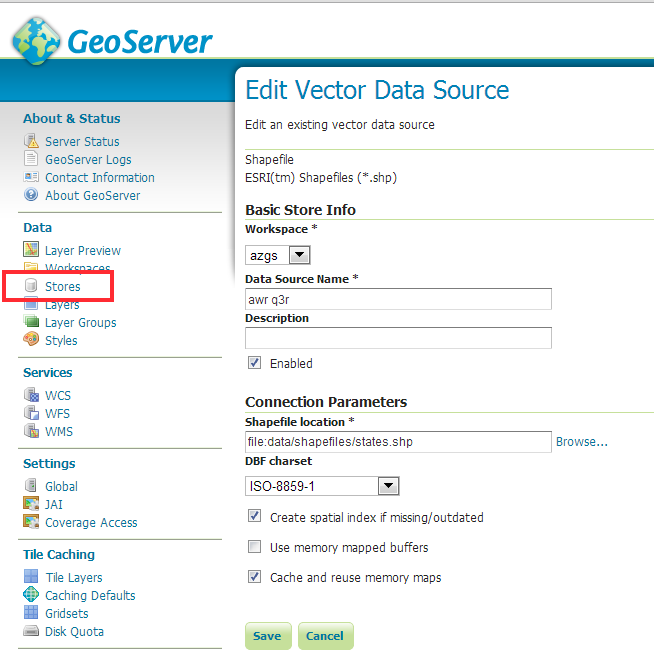 GeoServer
About & Status
Server Status
GeoServer Logs
Contact Information
About GeoServer
Data
Layer Preview
Workspaces
Stores
Layers
Layer Groups
Styles
Services
WCS
WFS
WMS
Settings
Global
JAI
Coverage Access
Tile Caching
Tile Layers
Caching Defaults
Gridsets
Disk Quota
Edit Vector Data Source
Edit an existing vector data source
Shapefile
ESRI(tm) Shapefiles (*.shp)
Basic Store Info
Workspace *
azgs
Data Source Name *
awr q3r
Description
Enabled
Connection Parameters
Shapefile location *
file:data/shapefiles/states.shp Browse...
DBF charset
ISO-8859-1
Create spatial index if missing/outdated
Use memory mapped buffers
Cache and reuse memory maps
Save Cancel